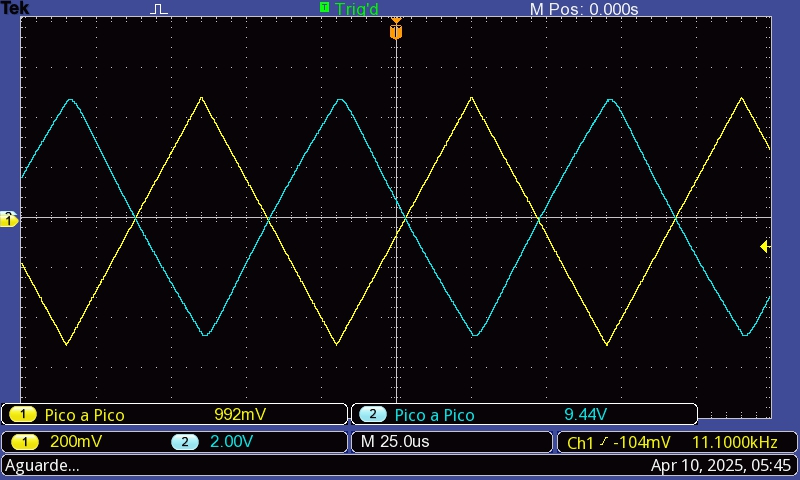 Tek Trig'd M Pos: 0.000s
T
1
1 Pico a Pico 992mV 2 Pico a Pico 9.44V
1 200mV 2 2.00V M 25.0us Ch1 -104mV 11.1000kHz
Aguarde... Apr 10, 2025, 05:45